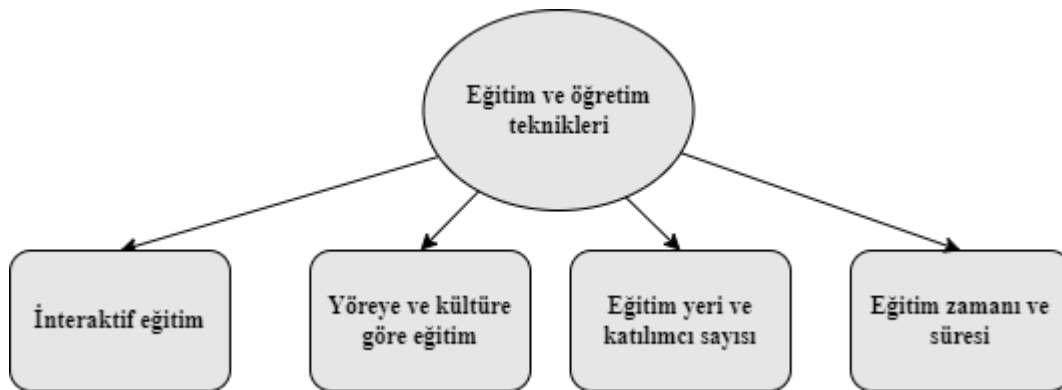 Eğitim ve öğretim
teknikleri
İnteraktif eğitim
Yöreye ve kültüre
göre eğitim
Eğitim yeri ve
katılımcı sayısı
Eğitim zamanı ve
süresi